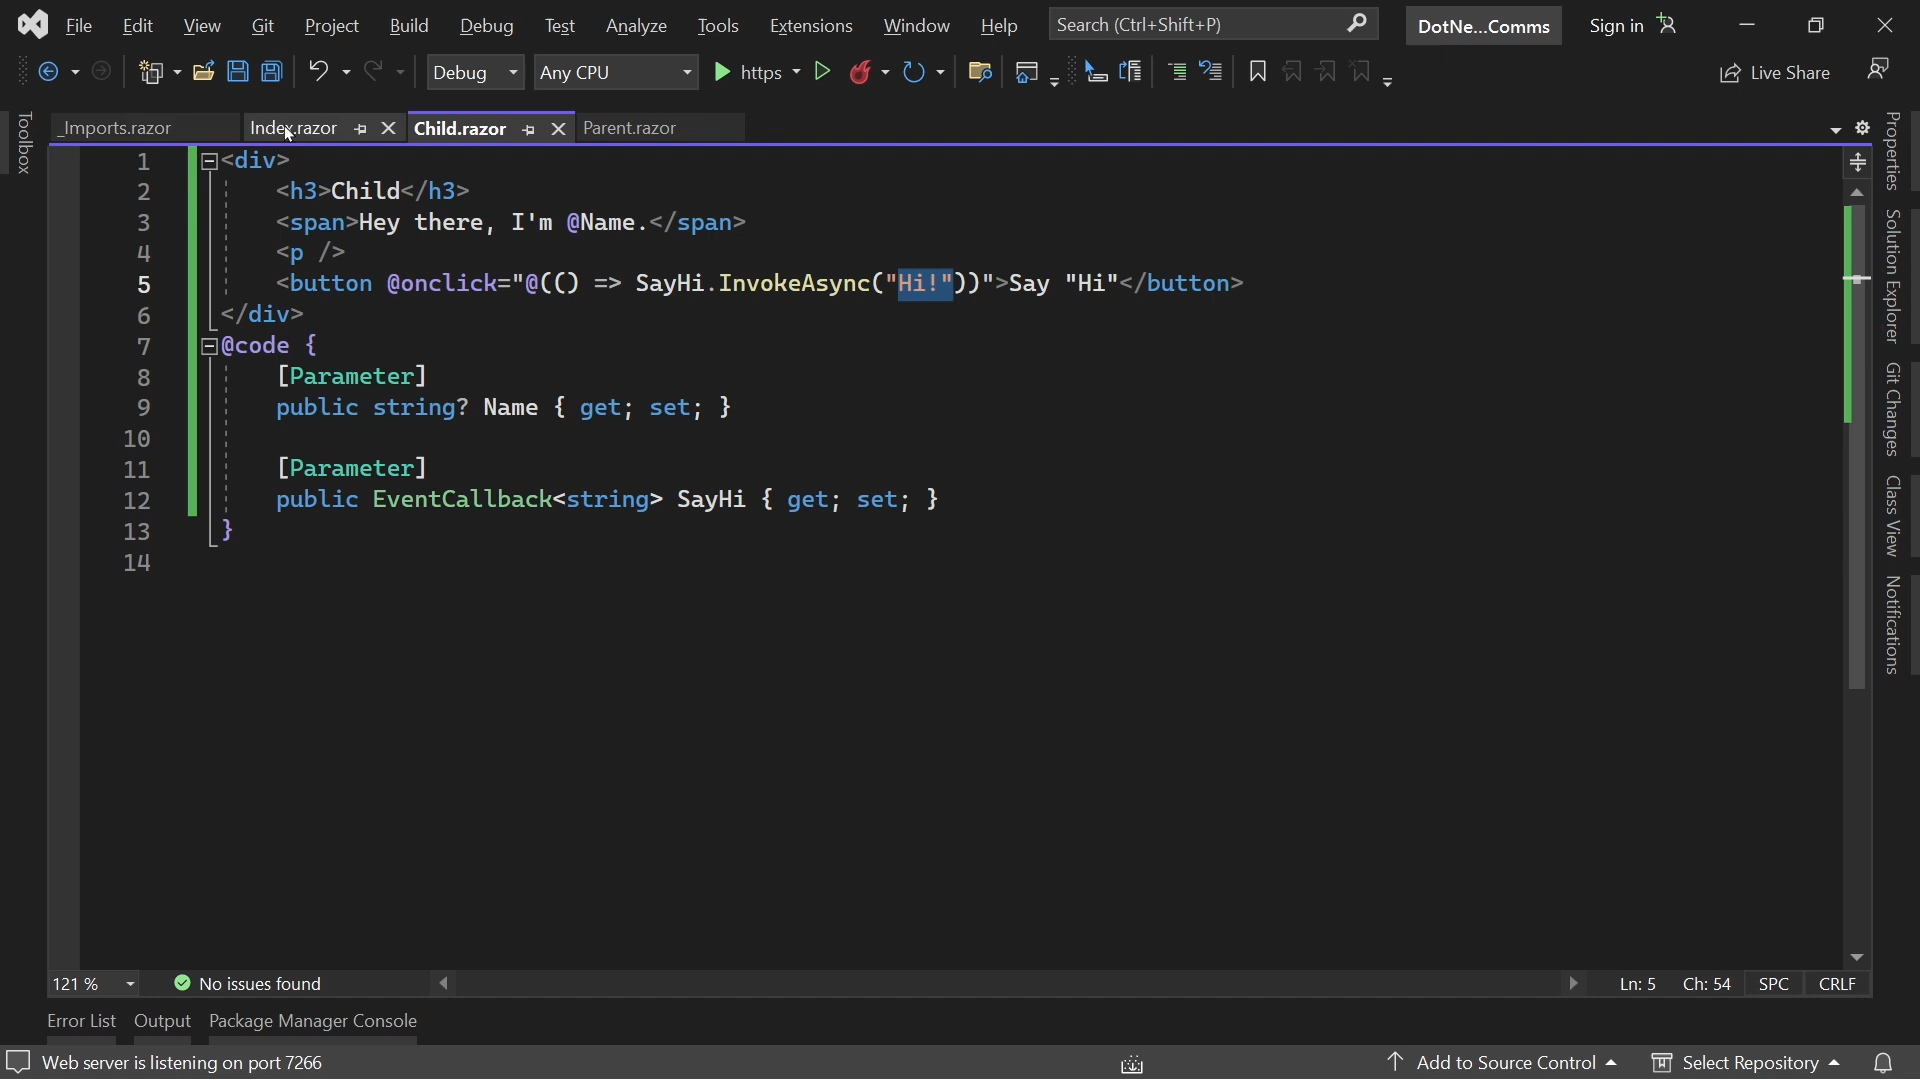 File Edit View Git Project Build Debug Test Analyze Tools Extensions Window Help Search (Ctrl+Shift+P) DotNe...Comms Sign in
Debug Any CPU https Live Share
_Imports.razor Index.razor Child.razor Parent.razor
Toolbox
1 <div>
2 <h3>Child</h3>
3 <span>Hey there, I'm @Name.</span>
4 <p />
5 <button @onclick="@(() => SayHi.InvokeAsync("Hi!"))">Say "Hi"</button>
6 </div>
7 @code {
8 [Parameter]
9 public string? Name { get; set; }
10
11 [Parameter]
12 public EventCallback<string> SayHi { get; set; }
13 }
14
Properties
Solution Explorer
Git Changes
Class View
Notifications
121 % No issues found Ln: 5 Ch: 54 SPC CRLF
Error List Output Package Manager Console
Web server is listening on port 7266 Add to Source Control Select Repository